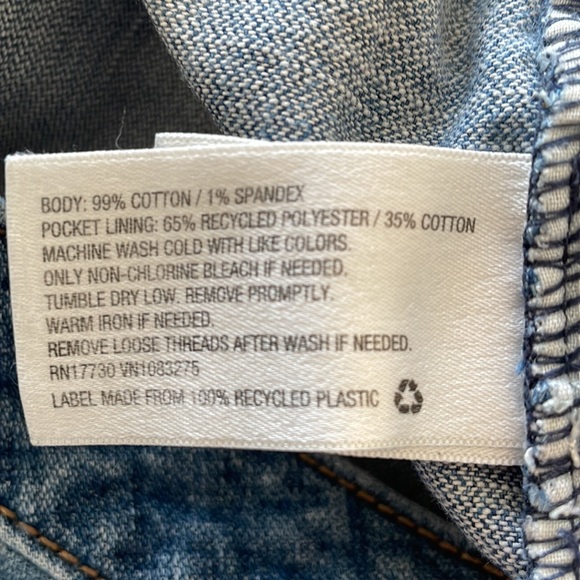 BODY: 99% COTTON / 1% SPANDEX
POCKET LINING: 65% RECYCLED POLYESTER / 35% COTTON
MACHINE WASH COLD WITH LIKE COLORS.
ONLY NON-CHLORINE BLEACH IF NEEDED.
TUMBLE DRY LOW. REMOVE PROMPTLY.
WARM IRON IF NEEDED.
REMOVE LOOSE THREADS AFTER WASH IF NEEDED.
RN17730 VN1083275
LABEL MADE FROM 100% RECYCLED PLASTIC